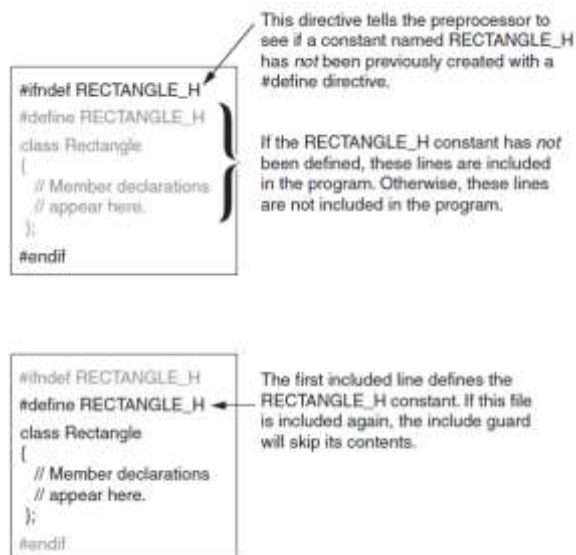 This directive tells the preprocessor to
see if a constant named RECTANGLE_H
has not been previously created with a
#define directive.
#ifndef RECTANGLE_H
#define RECTANGLE_H
class Rectangle
{
// Member declarations
// appear here.
};
#endif
If the RECTANGLE_H constant has not
been defined, these lines are included
in the program. Otherwise, these lines
are not included in the program.
#ifndef RECTANGLE_H
#define RECTANGLE_H
class Rectangle
{
// Member declarations
// appear here.
};
#endif
The first included line defines the
RECTANGLE_H constant. If this file
is included again, the include guard
will skip its contents.